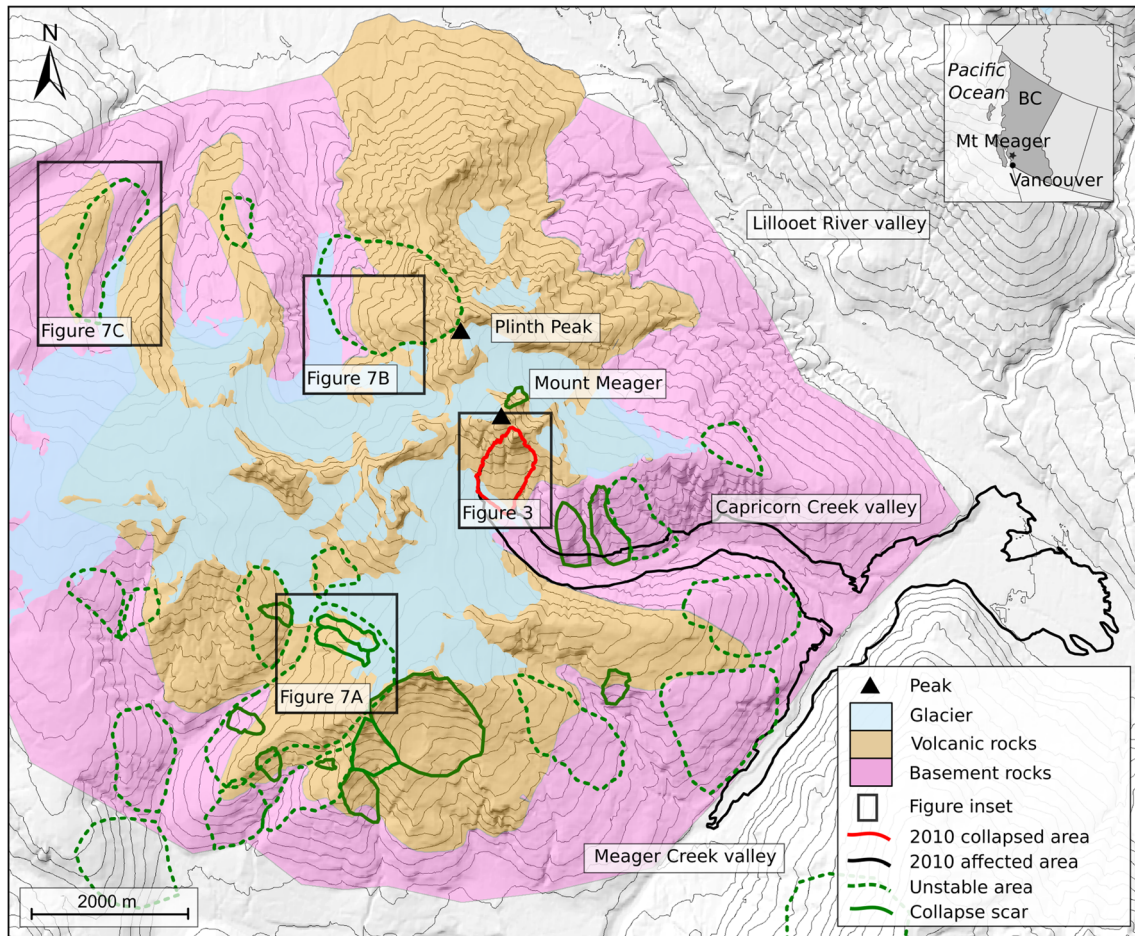 N
Pacific
Ocean
BC
Mt Meager
Vancouver
Lillooet River valley
Figure 7C
Plinth Peak
Figure 7B
Mount Meager
Figure 3
Capricorn Creek valley
Figure 7A
Meager Creek valley
2000 m
Peak
Glacier
Volcanic rocks
Basement rocks
Figure inset
2010 collapsed area
2010 affected area
Unstable area
Collapse scar